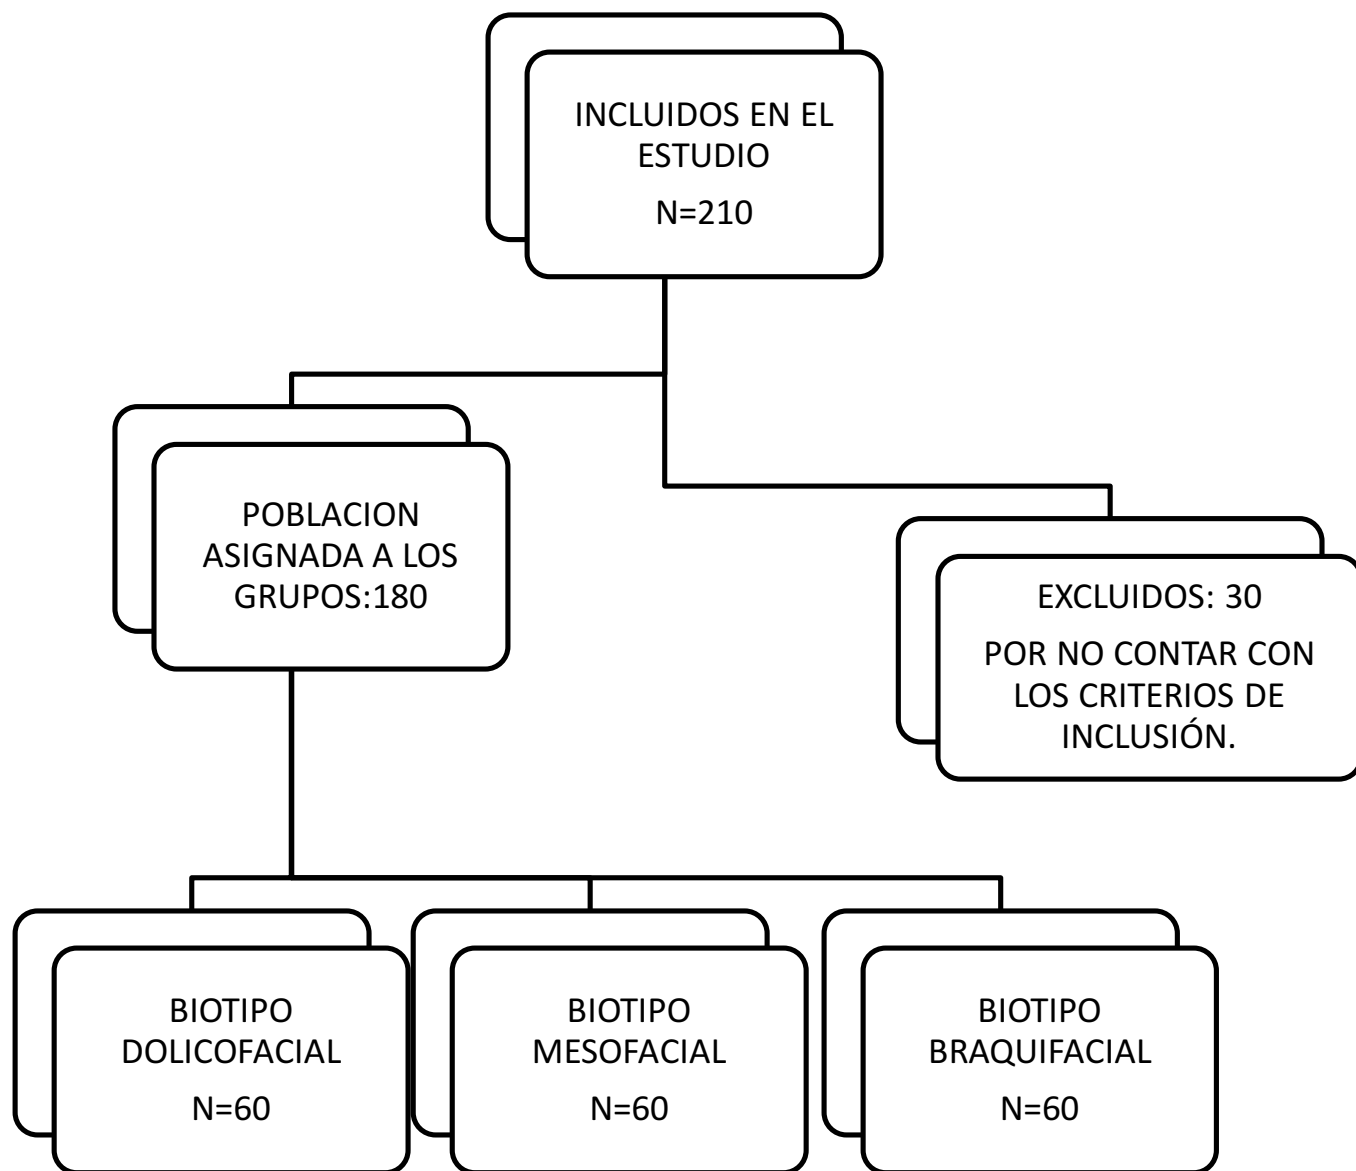 INCLUIDOS EN EL
ESTUDIO
N=210
POBLACION
ASIGNADA A LOS
GRUPOS:180
EXCLUIDOS: 30
POR NO CONTAR CON
LOS CRITERIOS DE
INCLUSIÓN.
BIOTIPO
DOLICOFACIAL
N=60
BIOTIPO
MESOFACIAL
N=60
BIOTIPO
BRAQUIFACIAL
N=60